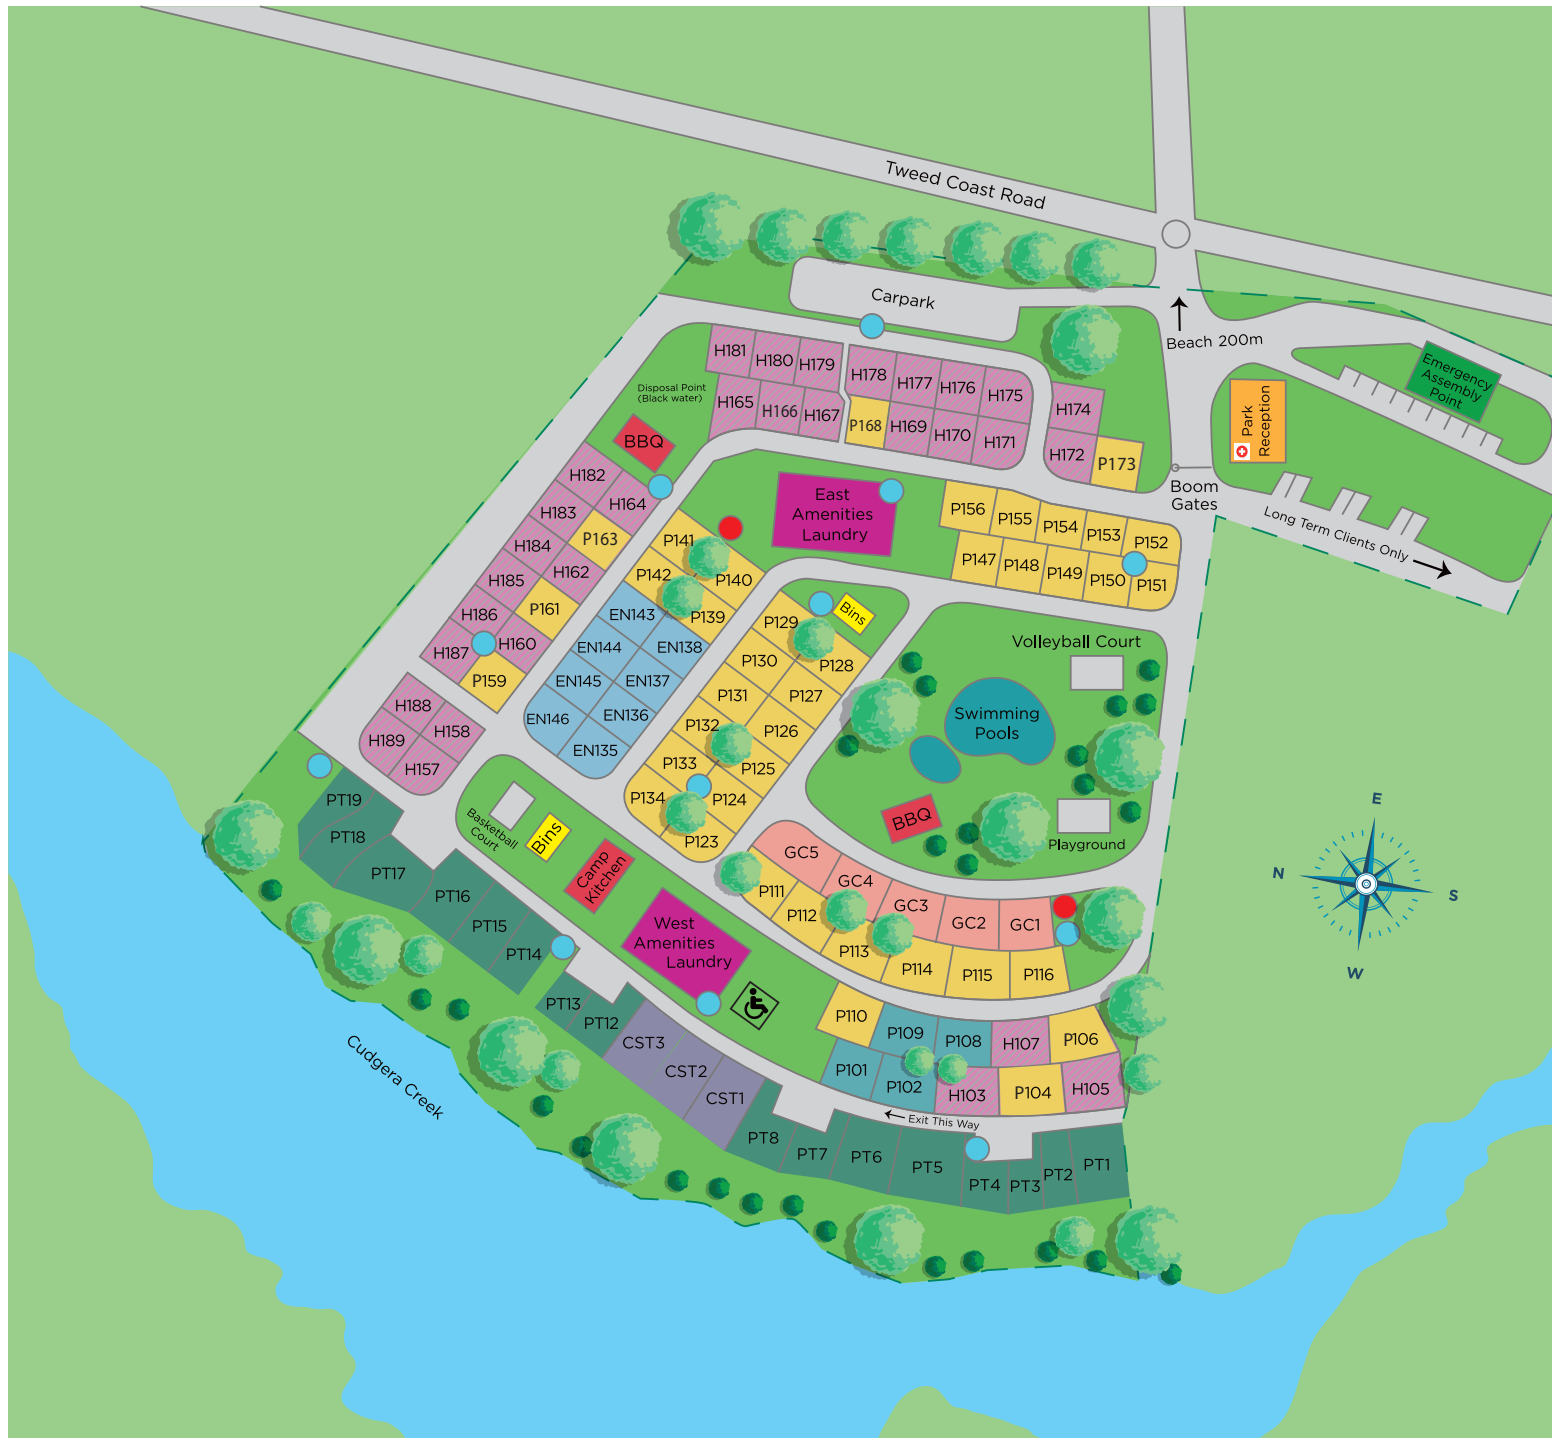 Tweed Coast Road
Carpark
Beach 200m
Emergency
Assembly
Point
Park
Reception
Boom
Gates
Long Term Clients Only
H181
H180
H179
H178
H177
H176
H175
H174
Disposal Point
(Black water)
H165
H166
H167
P168
H169
H170
H171
H172
P173
BBQ
H182
H164
H183
P163
H184
H162
H185
P161
H186
H160
H187
P159
H188
H158
H189
H157
East
Amenities
Laundry
P156
P155
P154
P153
P152
P147
P148
P149
P150
P151
P141
P140
P142
P139
EN143
EN138
EN144
EN137
EN145
EN136
EN146
EN135
Bins
P129
P128
P130
P127
P131
P126
P132
P125
P133
P124
P134
P123
Volleyball Court
Swimming
Pools
BBQ
Playground
E
N
S
W
Basketball
Court
Bins
Camp
Kitchen
West
Amenities
Laundry
GC5
GC4
GC3
GC2
GC1
P111
P112
P113
P114
P115
P116
P110
P109
P108
H107
P106
P101
P102
H103
P104
H105
Exit This Way
PT19
PT18
PT17
PT16
PT15
PT14
PT13
PT12
CST3
CST2
CST1
PT8
PT7
PT6
PT5
PT4
PT3
PT2
PT1
Cudgera Creek